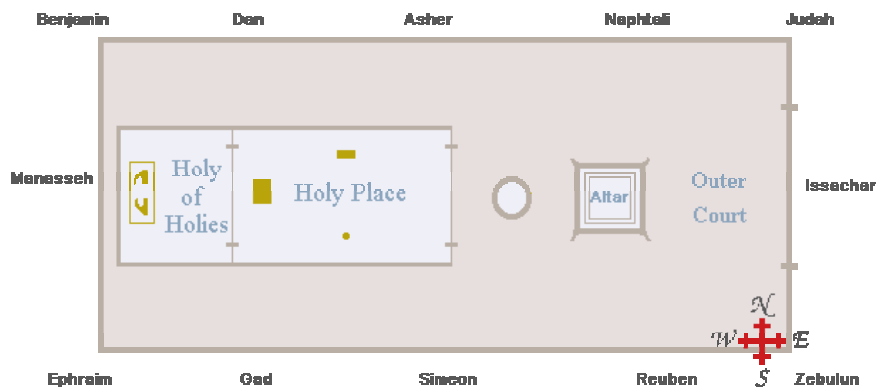 Benjamin Dan Asher Naphtali Judah
Manasseh
Holy
of
Holies
Holy Place
Altar
Outer
Court
Issachar
N
W E
S
Ephraim Gad Simeon Reuben Zebulun